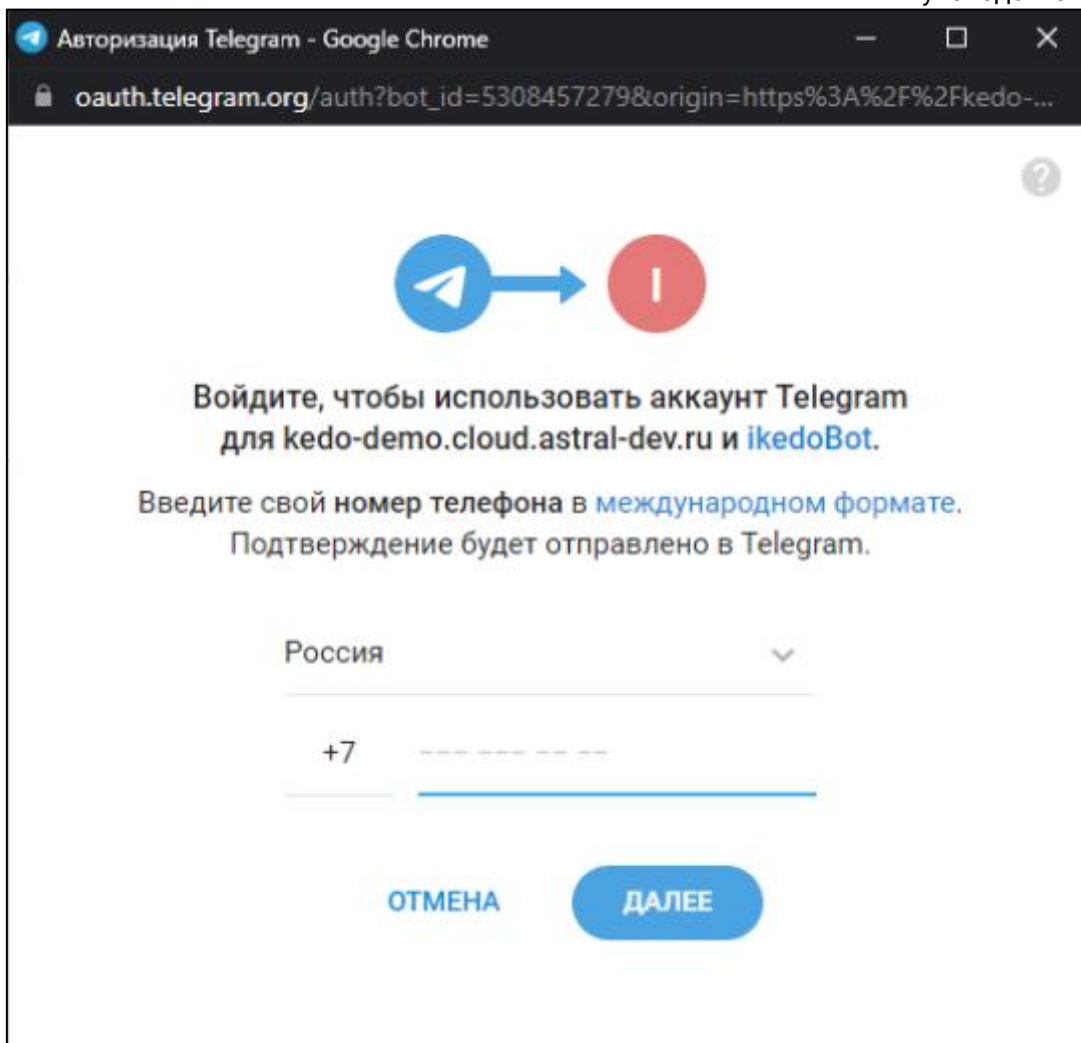 Авторизация Telegram - Google Chrome
oauth.telegram.org/auth?bot_id=5308457279&origin=https%3A%2F%2Fkedo-...
?
I
Войдите, чтобы использовать аккаунт Telegram
для kedo-demo.cloud.astral-dev.ru и ikedoBot.
Введите свой номер телефона в международном формате.
Подтверждение будет отправлено в Telegram.
Россия
+7 --- --- -- --
ОТМЕНА ДАЛЕЕ